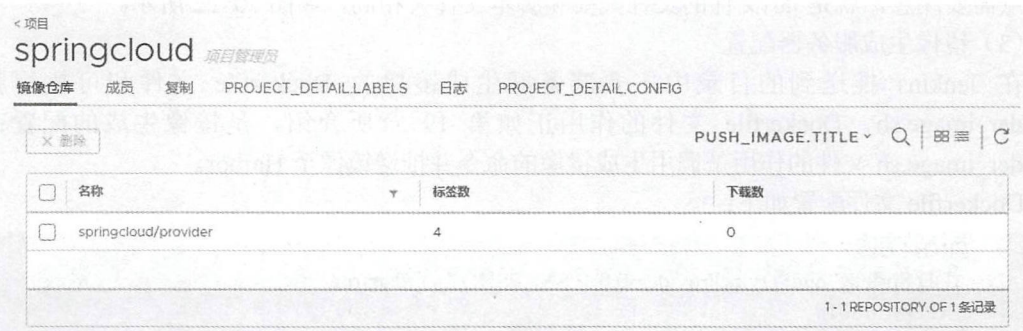 <项目
springcloud 项目管理员
镜像仓库 成员 复制 PROJECT_DETAIL.LABELS 日志 PROJECT_DETAIL.CONFIG
× 删除 PUSH_IMAGE.TITLE
名称 标签数 下载数
springcloud/provider 4 0
1 - 1 REPOSITORY.OF 1 条记录